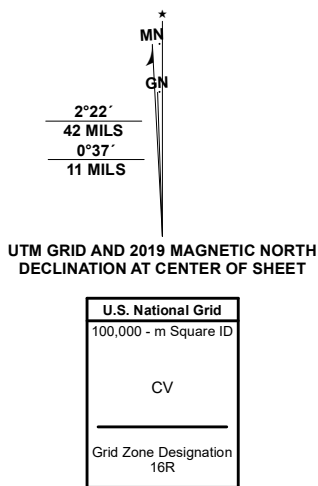 ★
MN
GN
2°22´
42 MILS
0°37´
11 MILS
UTM GRID AND 2019 MAGNETIC NORTH
DECLINATION AT CENTER OF SHEET
U.S. National Grid
100,000 - m Square ID
CV
Grid Zone Designation
16R